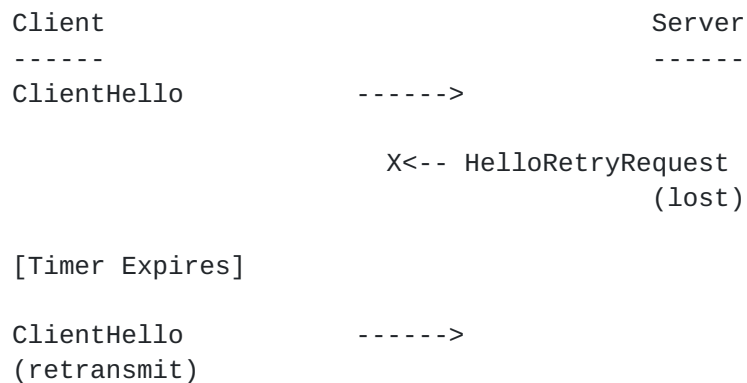 Client                                   Server
------                                   ------
ClientHello           ------>

                        X<-- HelloRetryRequest
                                         (lost)

[Timer Expires]

ClientHello           ------>
(retransmit)